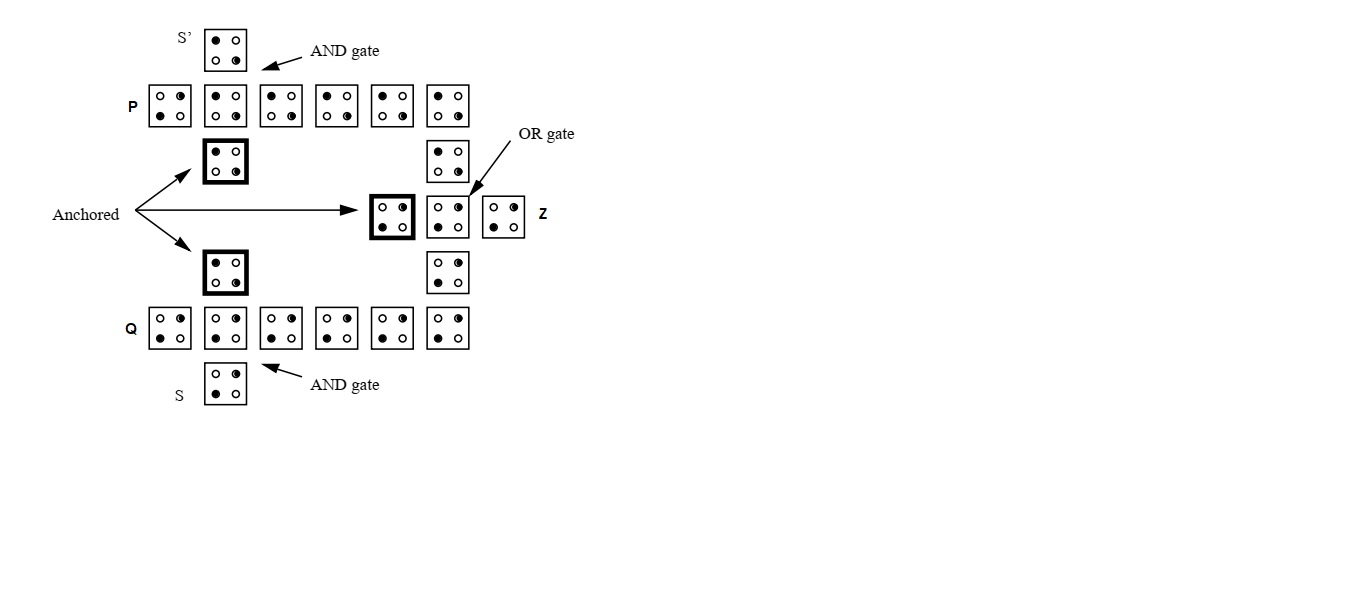 S’
AND gate
P
OR gate
Anchored
Z
Q
AND gate
S